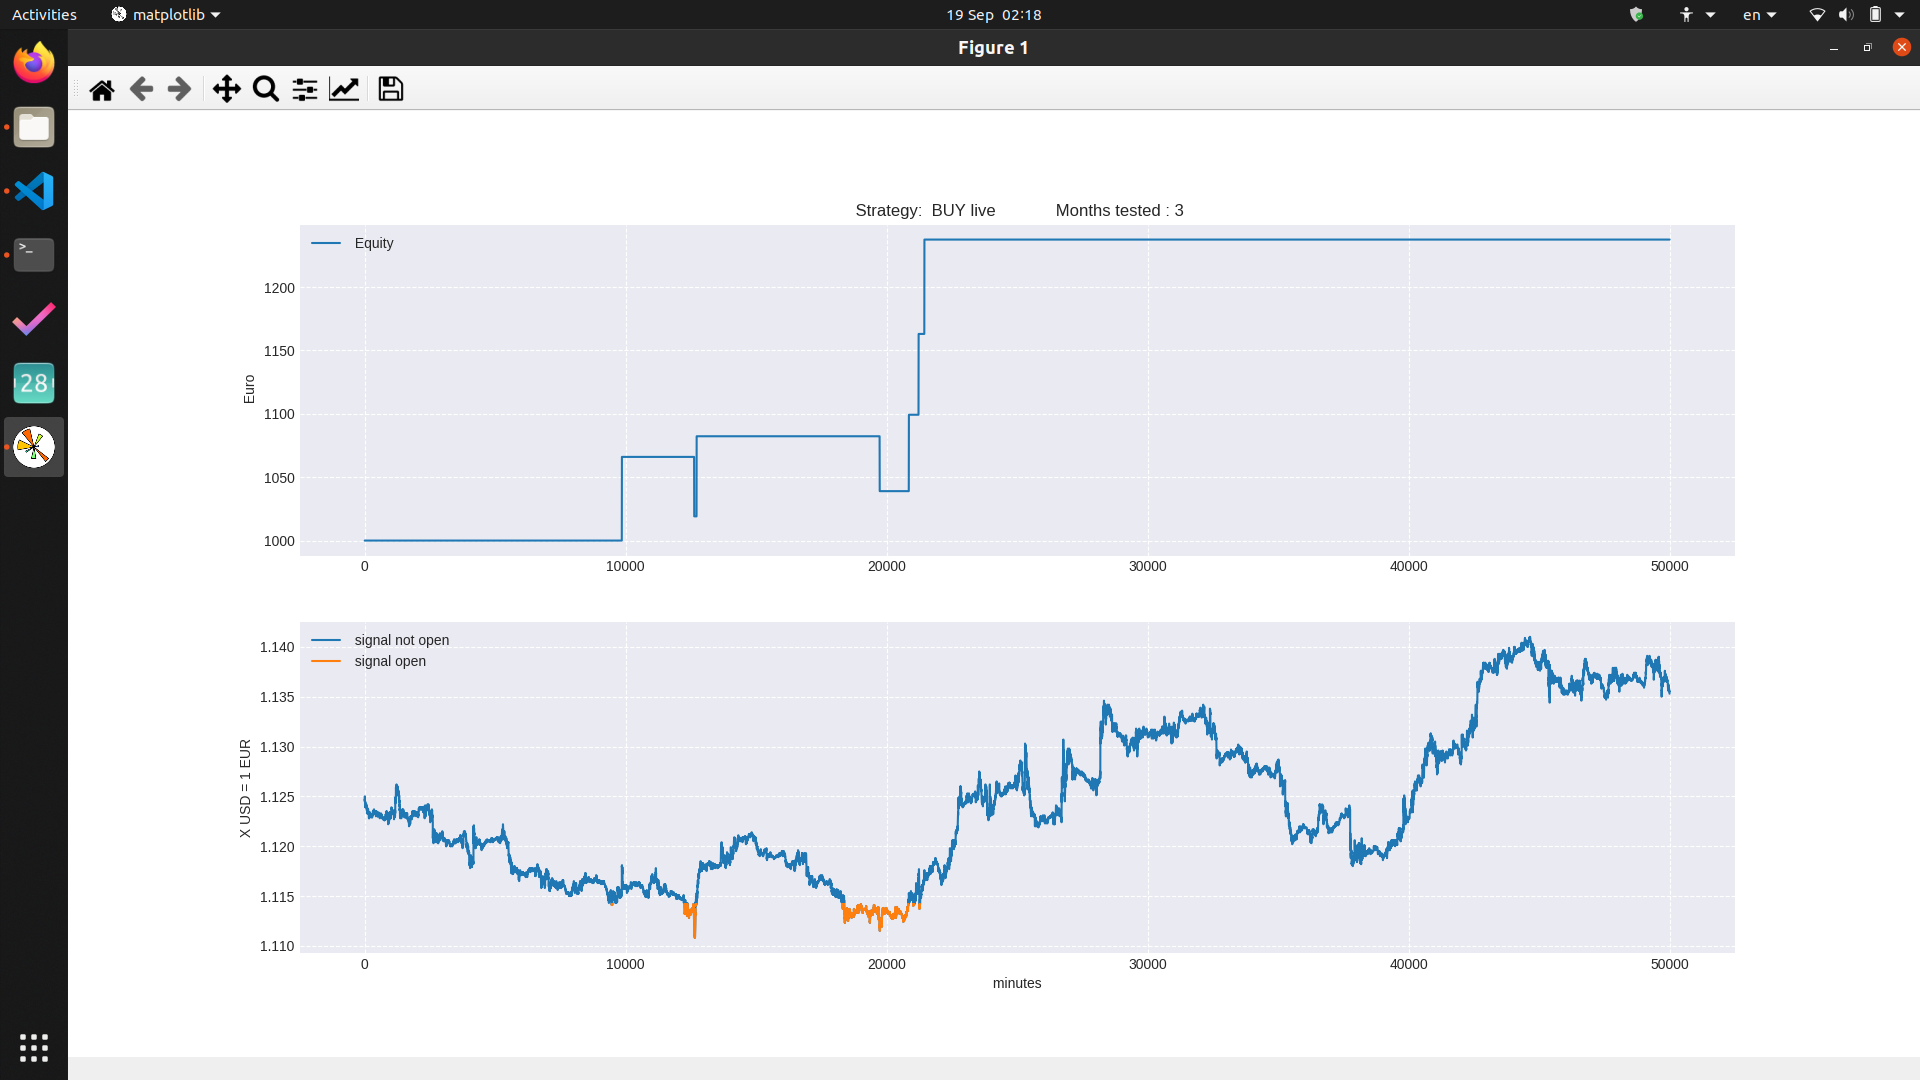 Activities
matplotlib
19 Sep 02:18
en
Figure 1
>_
28
Strategy:  BUY live Months tested : 3
Equity
Euro
1200
1150
1100
1050
1000
0 10000 20000 30000 40000 50000
signal not open
signal open
X USD = 1 EUR
1.140
1.135
1.130
1.125
1.120
1.115
1.110
0 10000 20000 30000 40000 50000
minutes